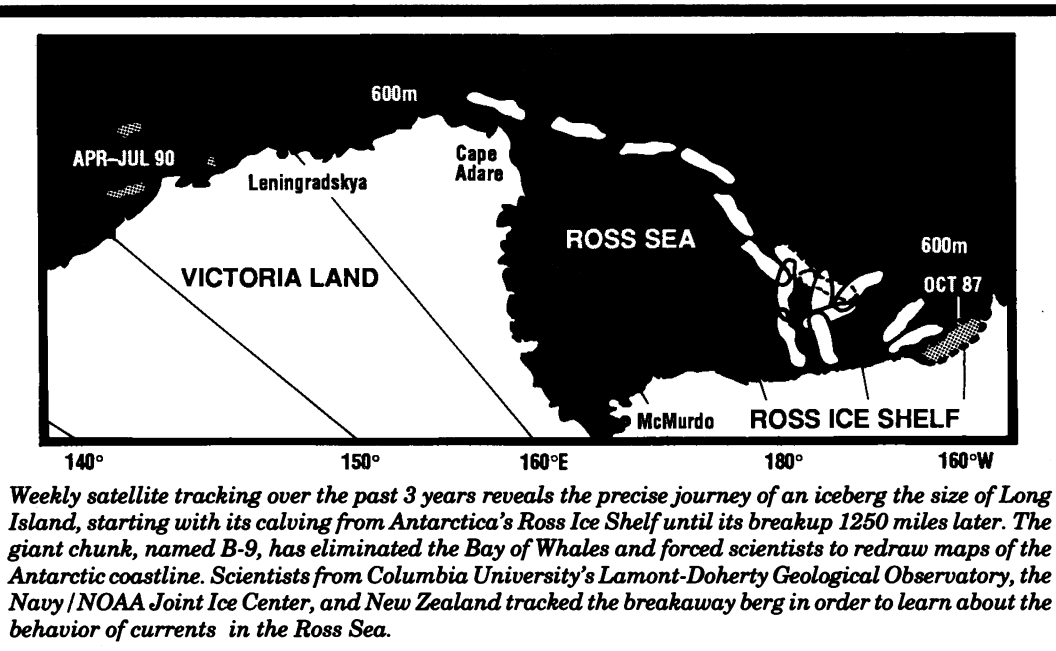 600m
APR–JUL 90
Cape
Adare
Leningradskya
ROSS SEA
600m
VICTORIA LAND
OCT 87
McMurdo
ROSS ICE SHELF
140° 150° 160°E 180° 160°W
Weekly satellite tracking over the past 3 years reveals the precise journey of an iceberg the size of Long
Island, starting with its calving from Antarctica's Ross Ice Shelf until its breakup 1250 miles later. The
giant chunk, named B-9, has eliminated the Bay of Whales and forced scientists to redraw maps of the
Antarctic coastline. Scientists from Columbia University's Lamont-Doherty Geological Observatory, the
Navy/NOAA Joint Ice Center, and New Zealand tracked the breakaway berg in order to learn about the
behavior of currents in the Ross Sea.